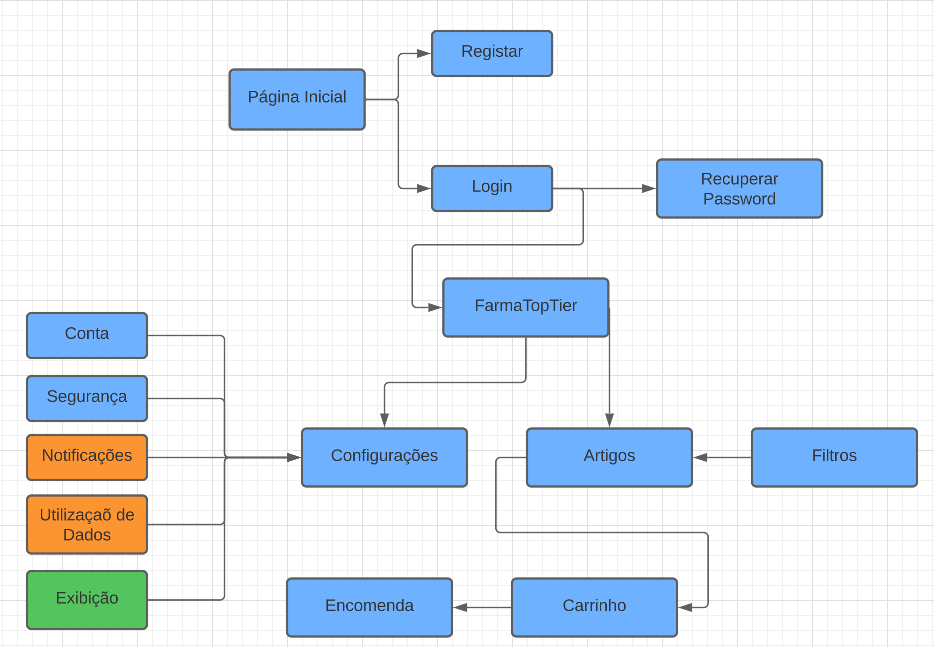 Registar
Página Inicial
Login
Recuperar
Password
FarmaTopTier
Conta
Segurança
Notificações
Utilizaçaõ de
Dados
Exibição
Configurações
Artigos
Filtros
Encomenda
Carrinho